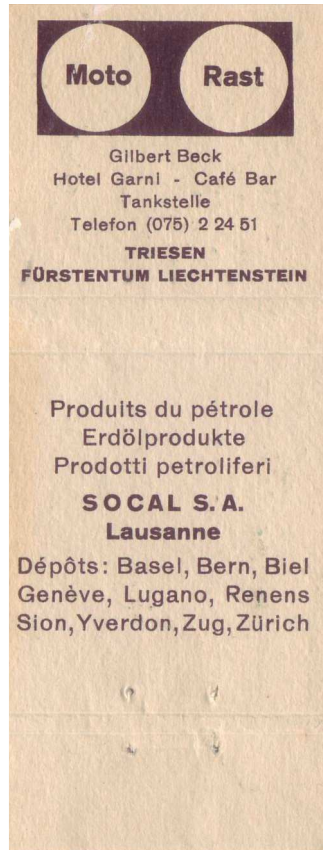 Moto Rast
Gilbert Beck
Hotel Garni - Café Bar
Tankstelle
Telefon (075) 2 24 51
TRIESEN
FÜRSTENTUM LIECHTENSTEIN
Produits du pétrole
Erdölprodukte
Prodotti petroliferi
SOCAL S.A.
Lausanne
Dépôts: Basel, Bern, Biel
Genève, Lugano, Renens
Sion, Yverdon, Zug, Zürich